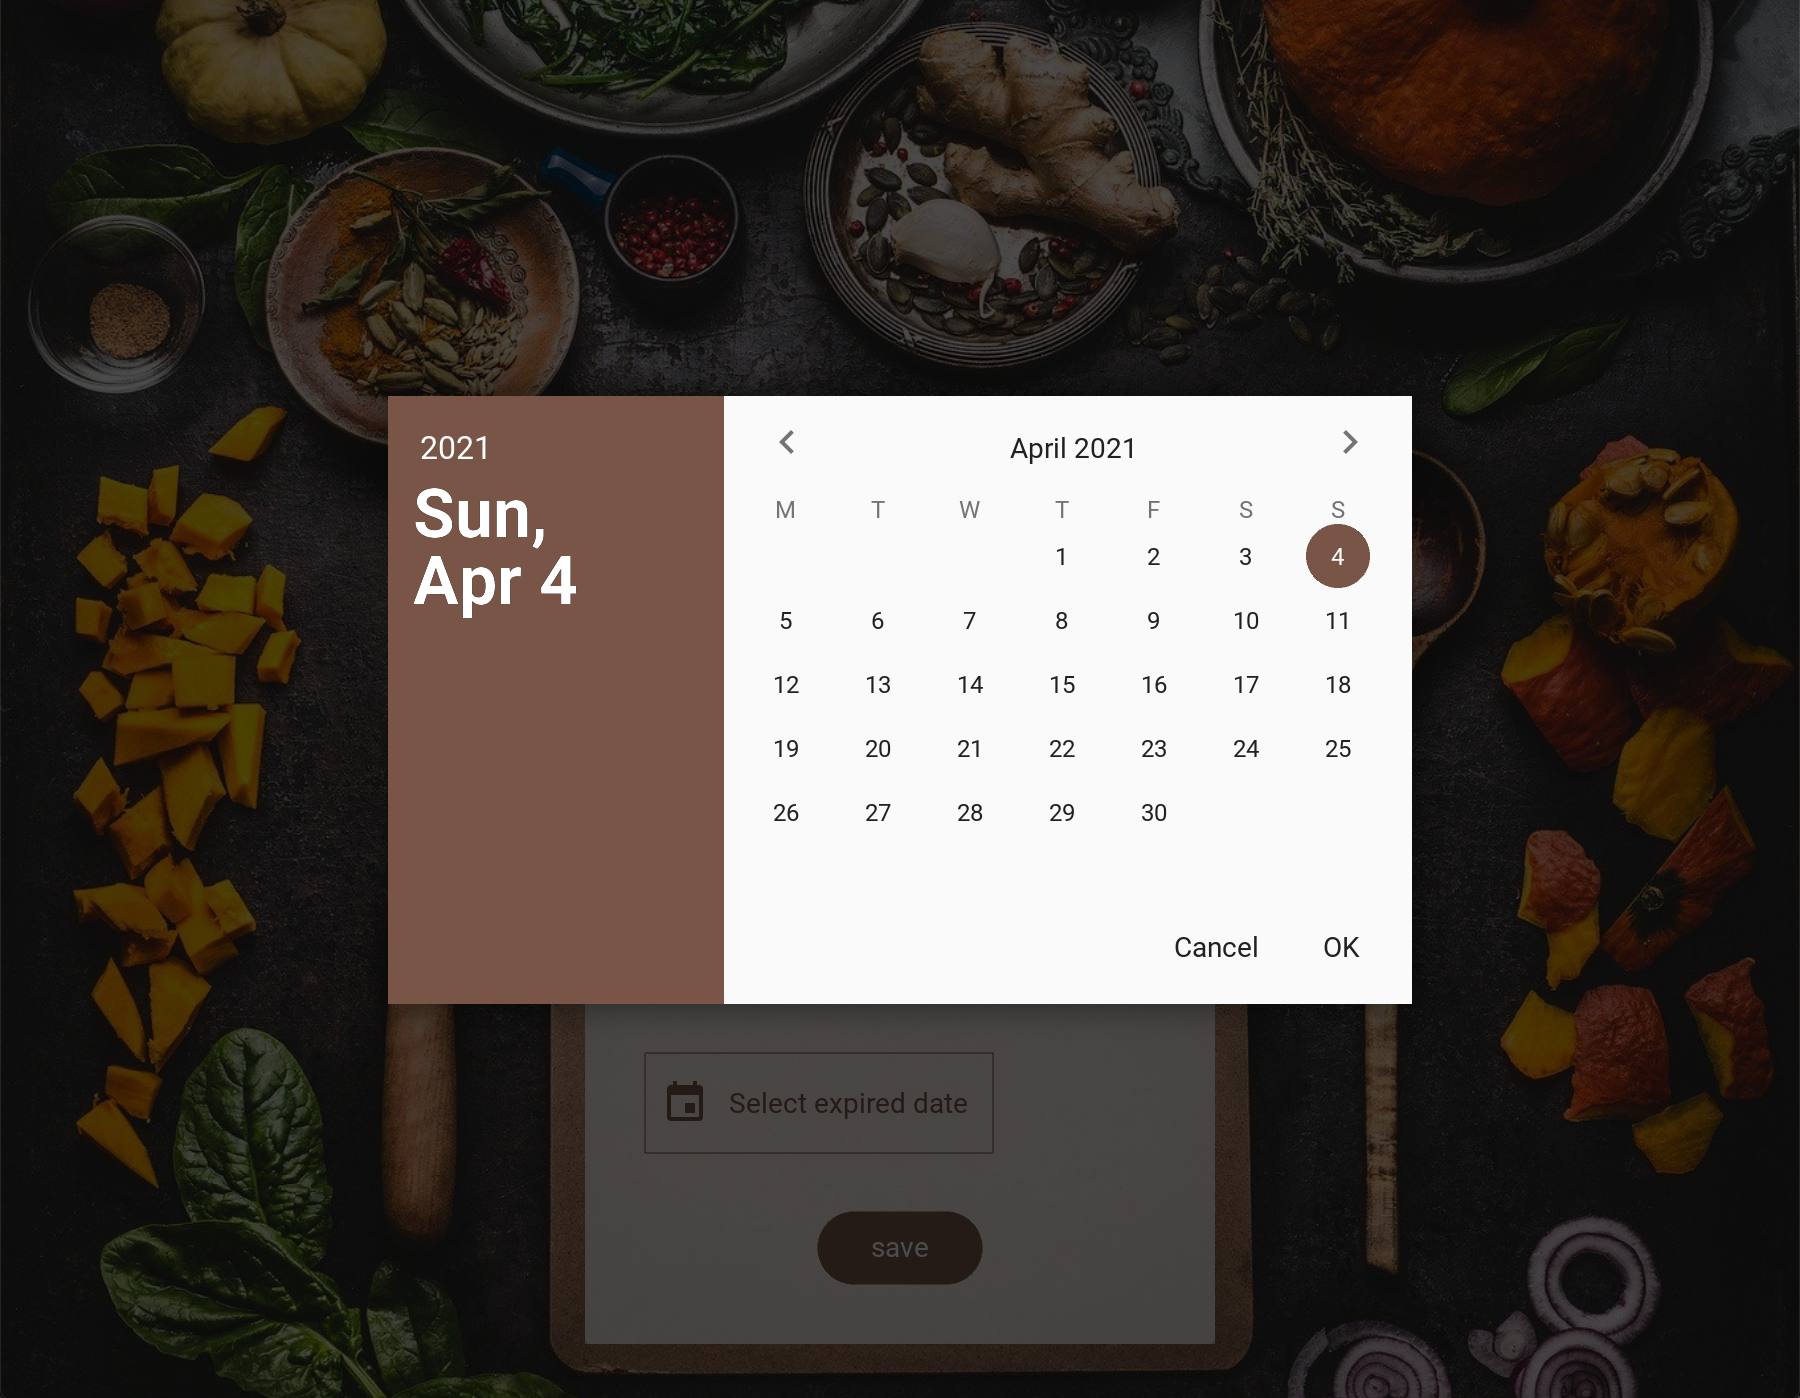 2021
Sun,
Apr 4
April 2021
M T W T F S S
1 2 3 4
5 6 7 8 9 10 11
12 13 14 15 16 17 18
19 20 21 22 23 24 25
26 27 28 29 30
Cancel OK
Select expired date
save